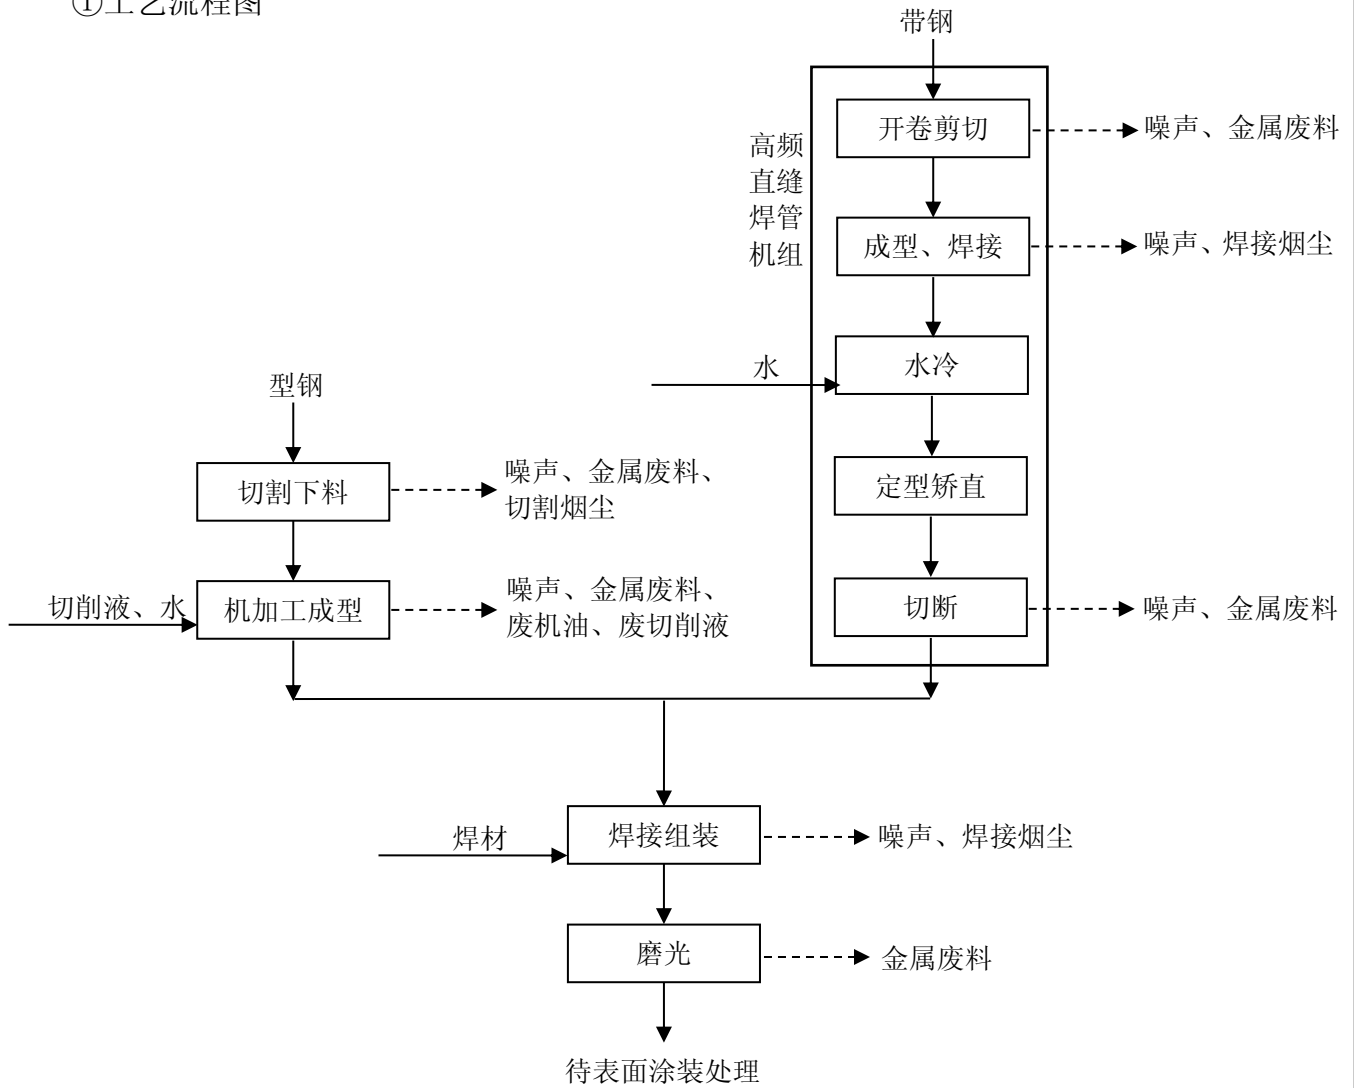 ①工艺流程图
带钢
开卷剪切
噪声、金属废料
高频
直缝
焊管
机组
成型、焊接
噪声、焊接烟尘
水
水冷
型钢
定型矫直
切割下料
噪声、金属废料、
切割烟尘
切削液、水
机加工成型
噪声、金属废料、
废机油、废切削液
切断
噪声、金属废料
焊材
焊接组装
噪声、焊接烟尘
磨光
金属废料
待表面涂装处理